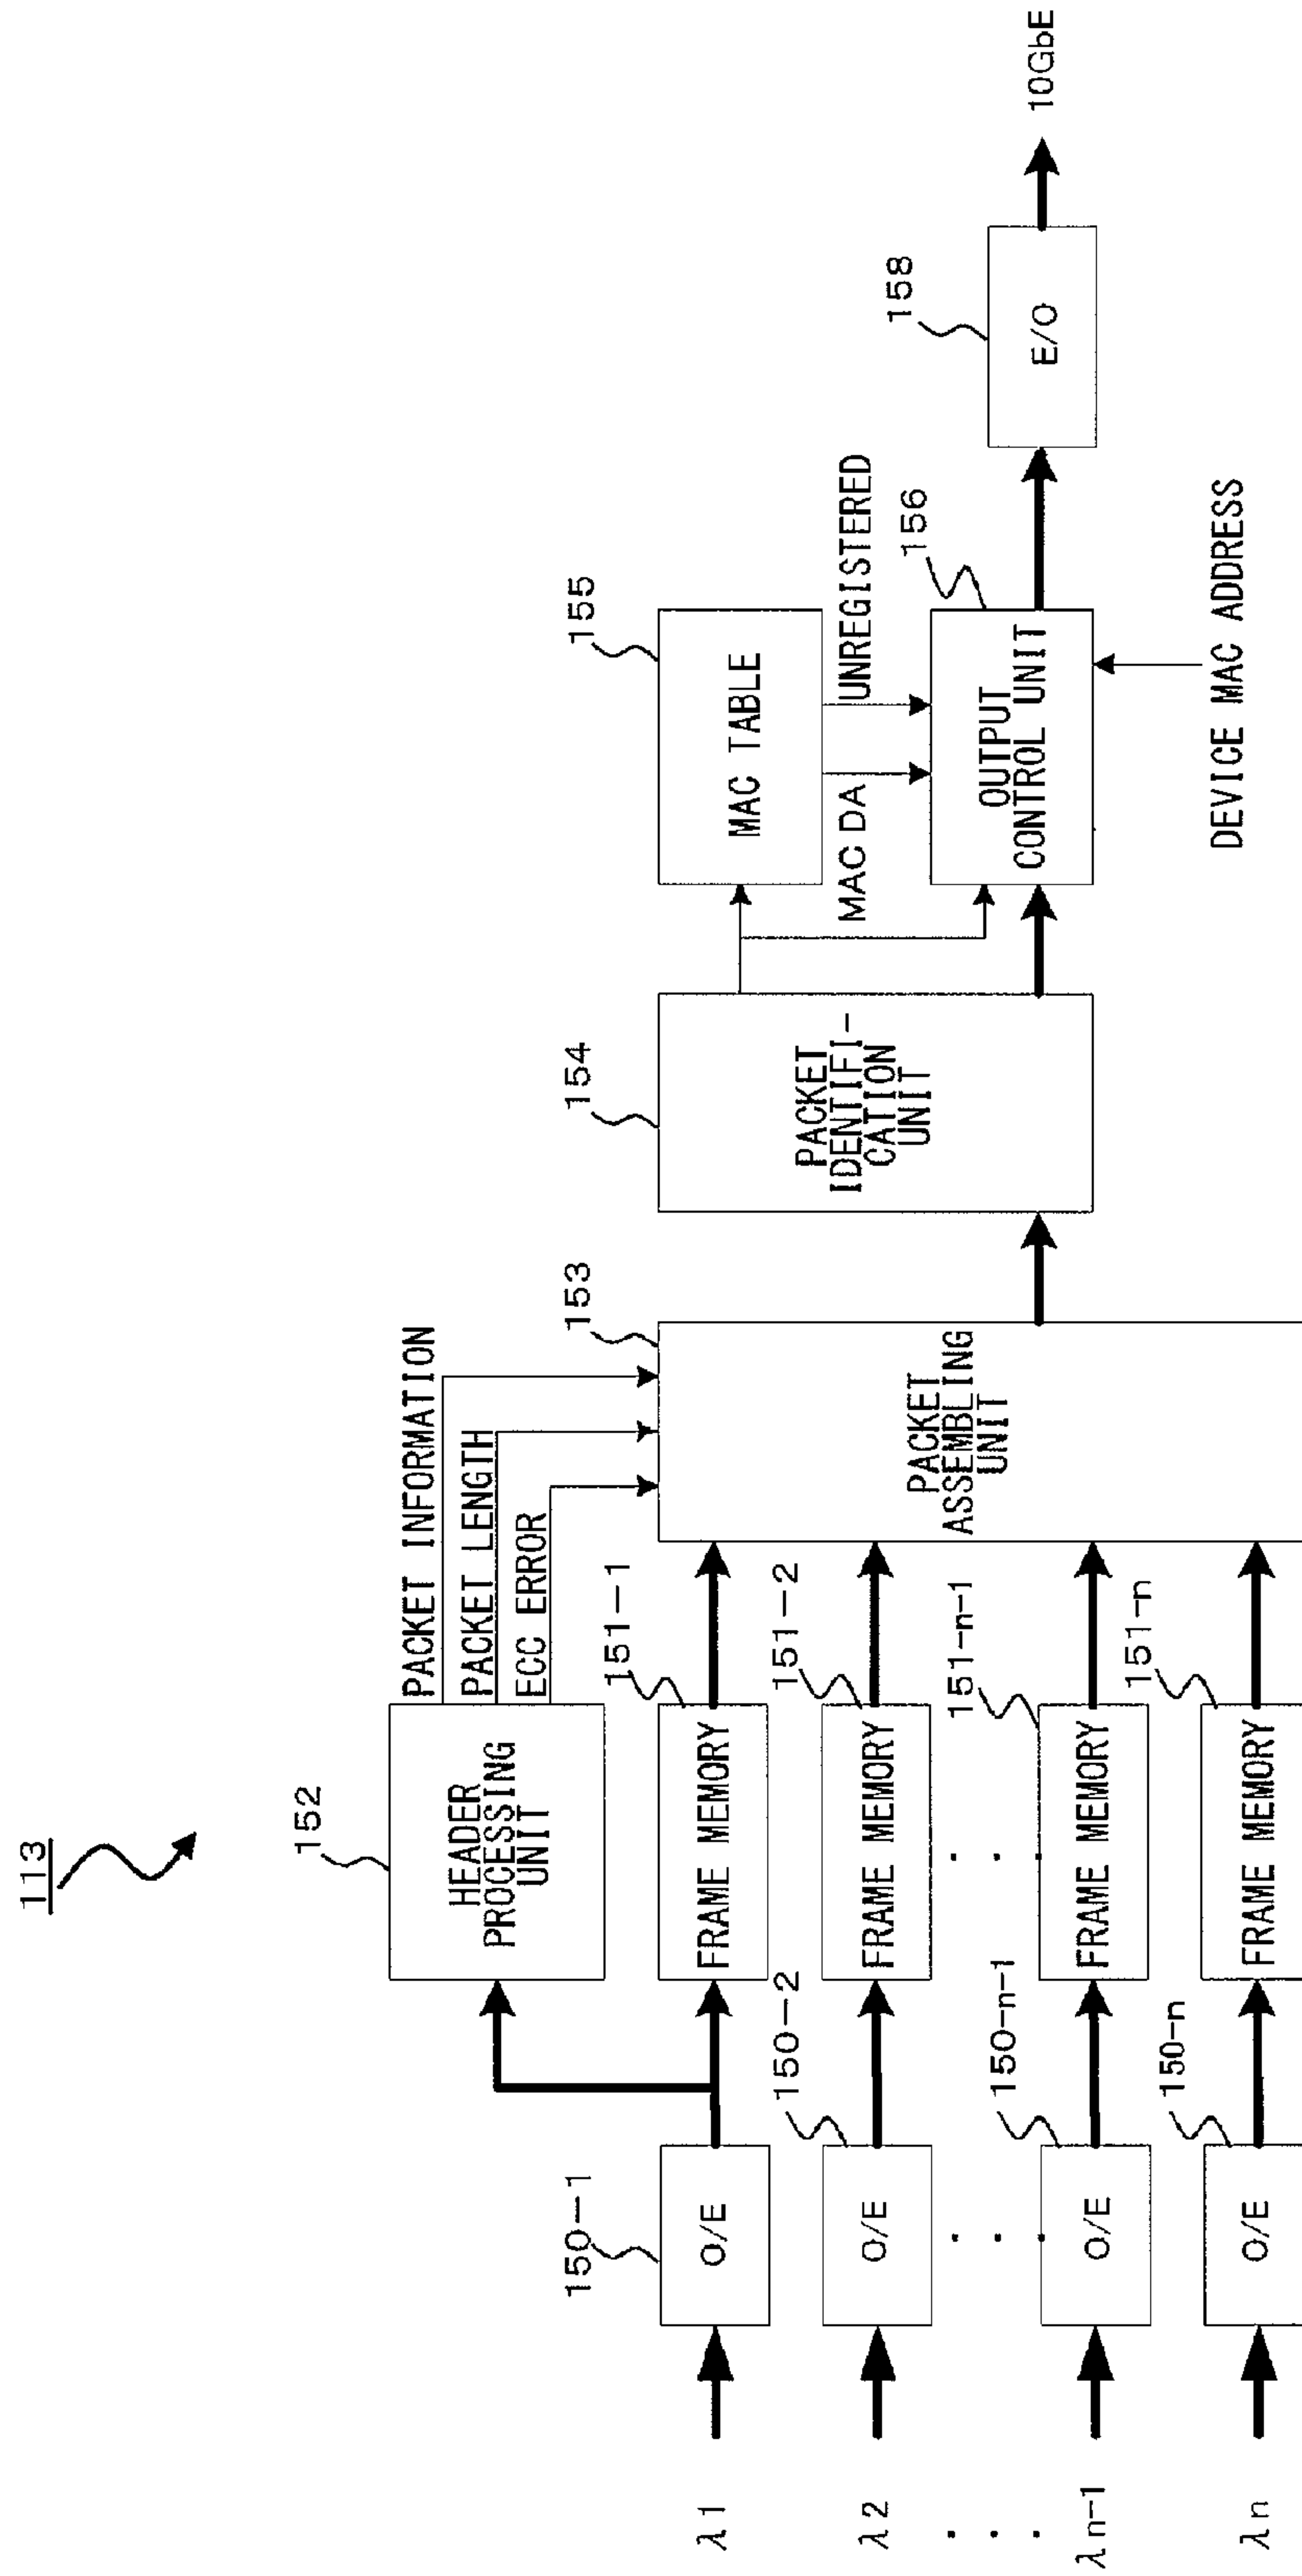 113
152
HEADER
PROCESSING
UNIT
PACKET INFORMATION
PACKET LENGTH
ECC ERROR
λ1
150-1
O/E
151-1
FRAME MEMORY
λ2
150-2
O/E
151-2
FRAME MEMORY
. . .
. . .
. . .
λn-1
150-n-1
O/E
151-n-1
FRAME MEMORY
λn
150-n
O/E
151-n
FRAME MEMORY
153
PACKET
ASSEMBLING
UNIT
154
PACKET
IDENTIFI-
CATION
UNIT
155
MAC TABLE
MAC DA
UNREGISTERED
156
OUTPUT
CONTROL UNIT
DEVICE MAC ADDRESS
158
E/O
10GbE